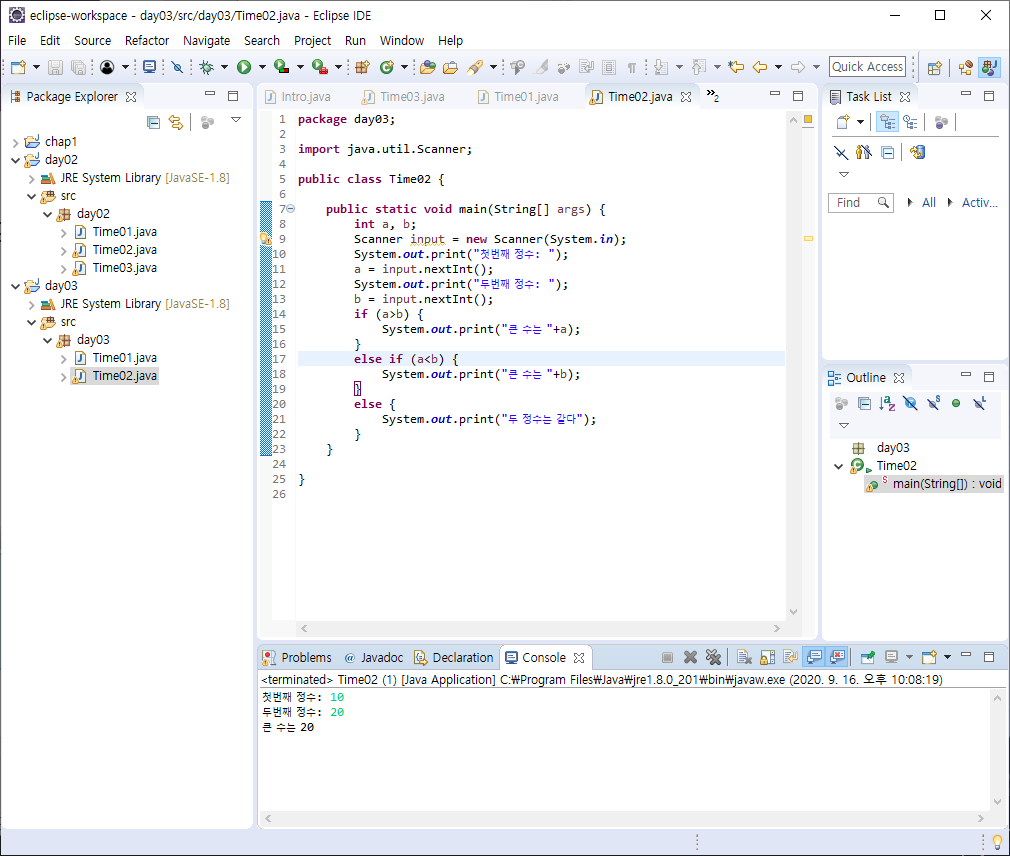 eclipse-workspace - day03/src/day03/Time02.java - Eclipse IDE
File Edit Source Refactor Navigate Search Project Run Window Help
Quick Access
Package Explorer
chap1
day02
JRE System Library [JavaSE-1.8]
src
day02
Time01.java
Time02.java
Time03.java
day03
JRE System Library [JavaSE-1.8]
src
day03
Time01.java
Time02.java
Intro.java Time03.java Time01.java Time02.java »2
1 package day03;
2
3 import java.util.Scanner;
4
5 public class Time02 {
6
7 public static void main(String[] args) {
8 int a, b;
9 Scanner input = new Scanner(System.in);
10 System.out.print("첫번째 정수: ");
11 a = input.nextInt();
12 System.out.print("두번째 정수: ");
13 b = input.nextInt();
14 if (a>b) {
15 System.out.print("큰 수는 "+a);
16 }
17 else if (a<b) {
18 System.out.print("큰 수는 "+b);
19 }
20 else {
21 System.out.print("두 정수는 같다");
22 }
23 }
24
25 }
26
Task List
Find All Activ...
Outline
day03
Time02
main(String[]) : void
Problems @ Javadoc Declaration Console
<terminated> Time02 (1) [Java Application] C:₩Program Files₩Java₩jre1.8.0_201₩bin₩javaw.exe (2020. 9. 16. 오후 10:08:19)
첫번째 정수: 10
두번째 정수: 20
큰 수는 20